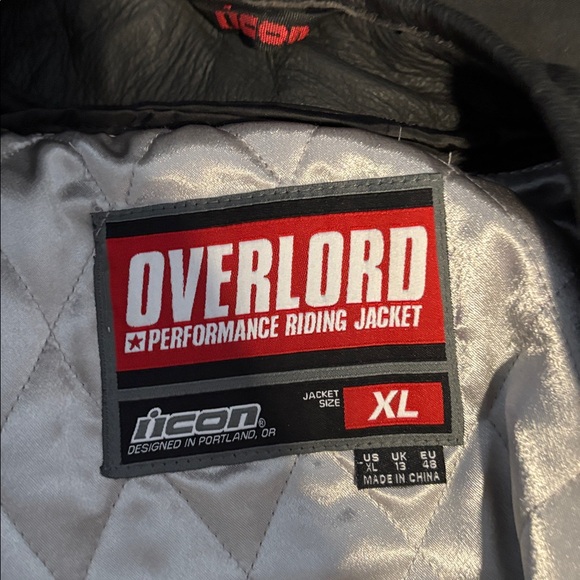 icon
OVERLORD
PERFORMANCE RIDING JACKET
icon®
DESIGNED IN PORTLAND, OR
JACKET
SIZE
XL
US UK EU
XL 13 48
MADE IN CHINA